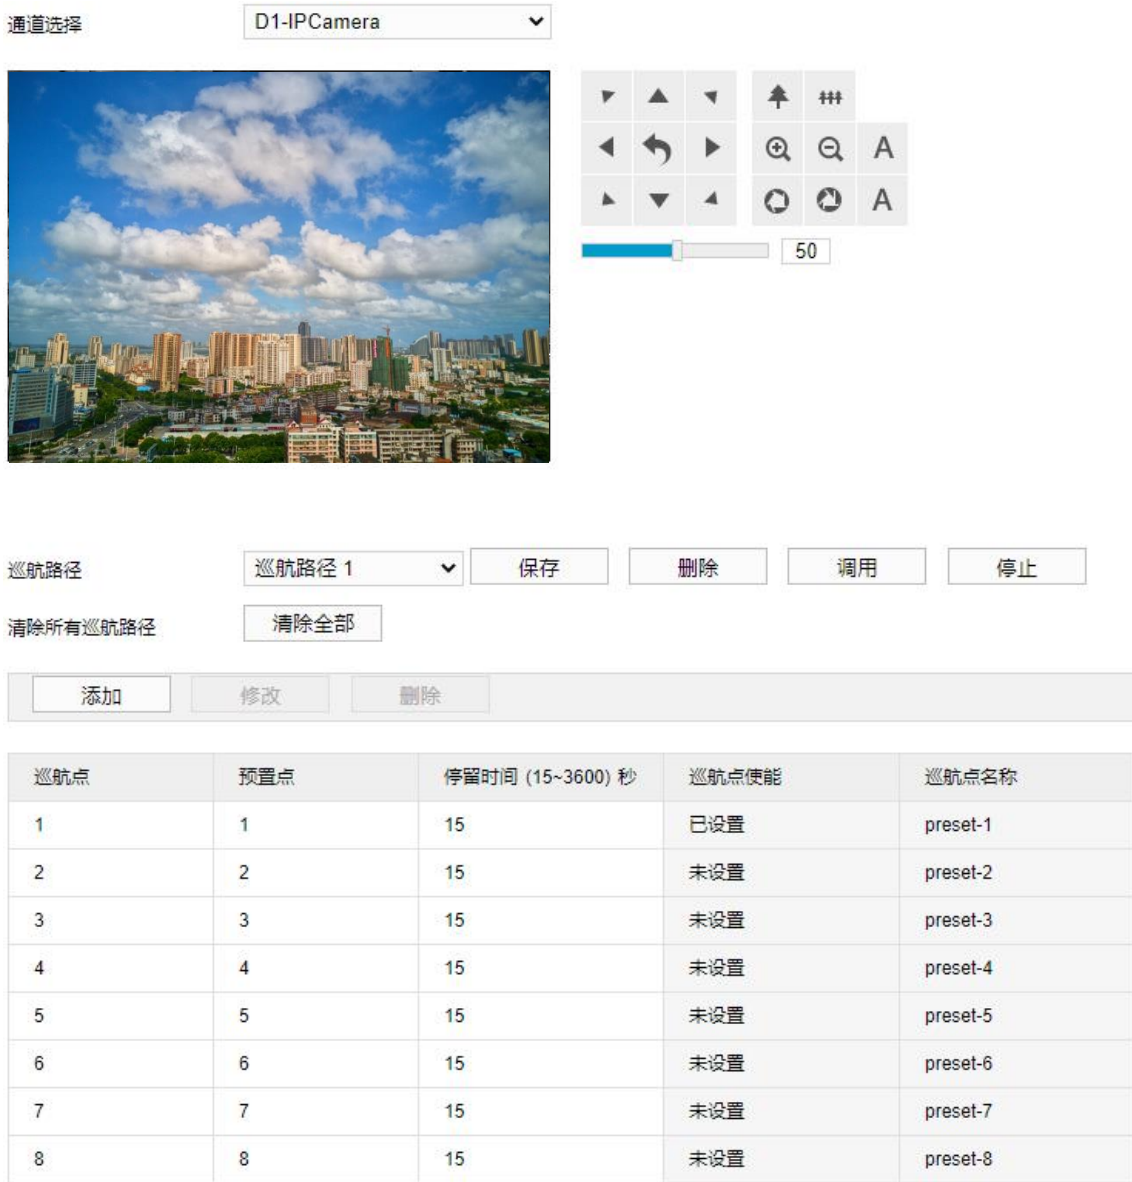 通道选择 D1-IPCamera
A
A
50
巡航路径 巡航路径 1 保存 删除 调用 停止
清除所有巡航路径 清除全部
添加 修改 删除
巡航点 预置点 停留时间 (15~3600) 秒 巡航点使能 巡航点名称
1 1 15 已设置 preset-1
2 2 15 未设置 preset-2
3 3 15 未设置 preset-3
4 4 15 未设置 preset-4
5 5 15 未设置 preset-5
6 6 15 未设置 preset-6
7 7 15 未设置 preset-7
8 8 15 未设置 preset-8